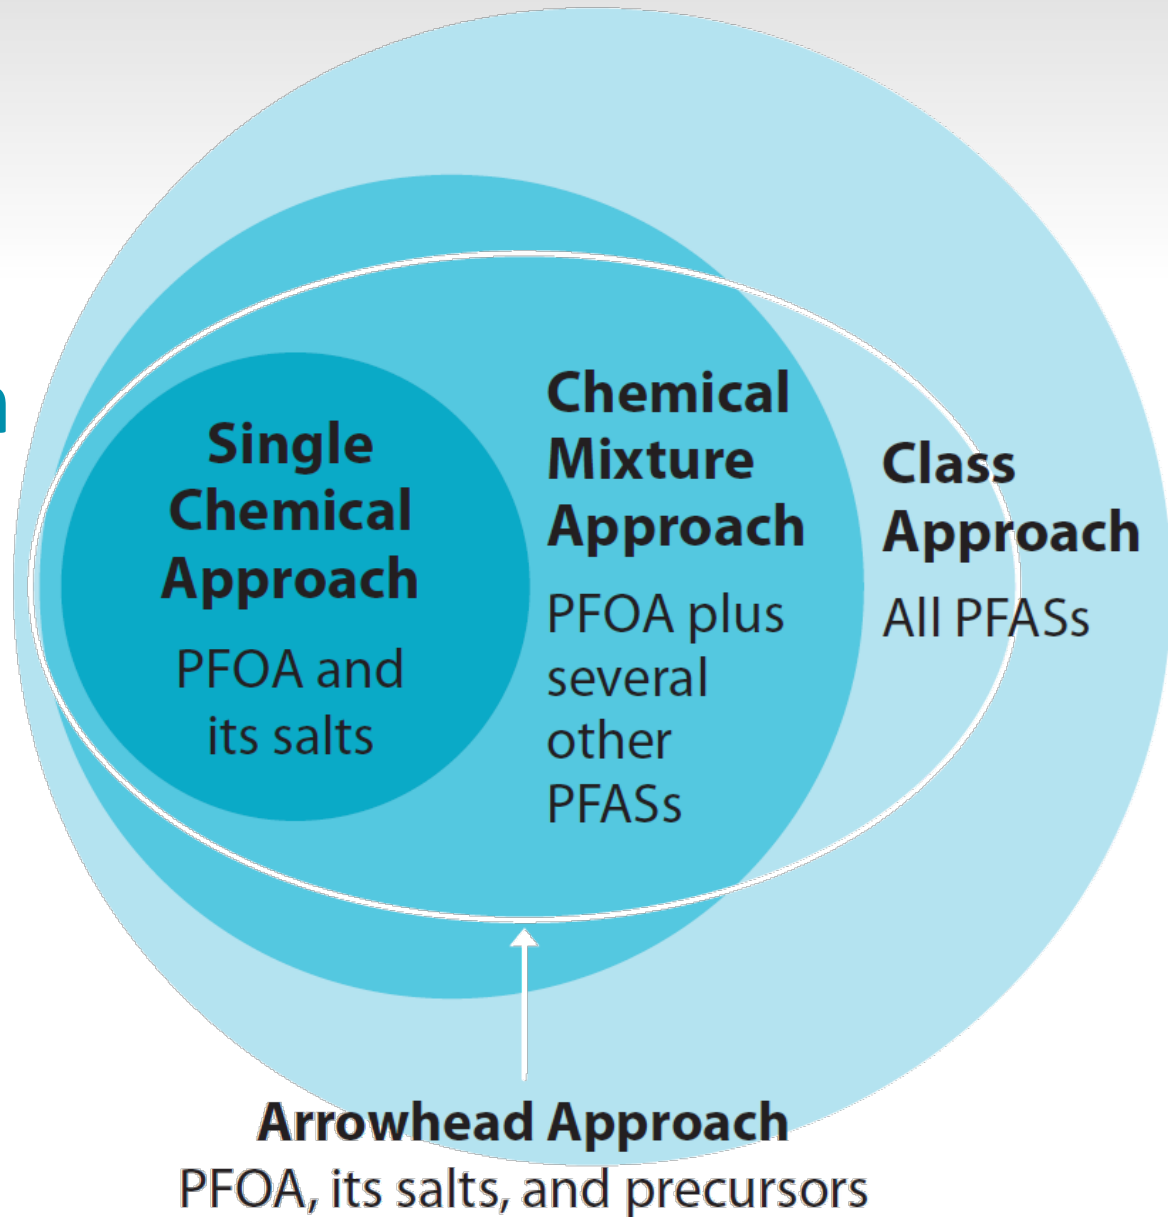 Single
Chemical
Approach
PFOA and
its salts
Chemical
Mixture
Approach
PFOA plus
several
other
PFASs
Class
Approach
All PFASs
Arrowhead Approach
PFOA, its salts, and precursors